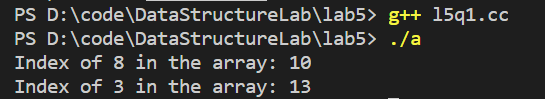 PS D:\code\DataStructureLab\lab5> g++ l5q1.cc
PS D:\code\DataStructureLab\lab5> ./a
Index of 8 in the array: 10
Index of 3 in the array: 13